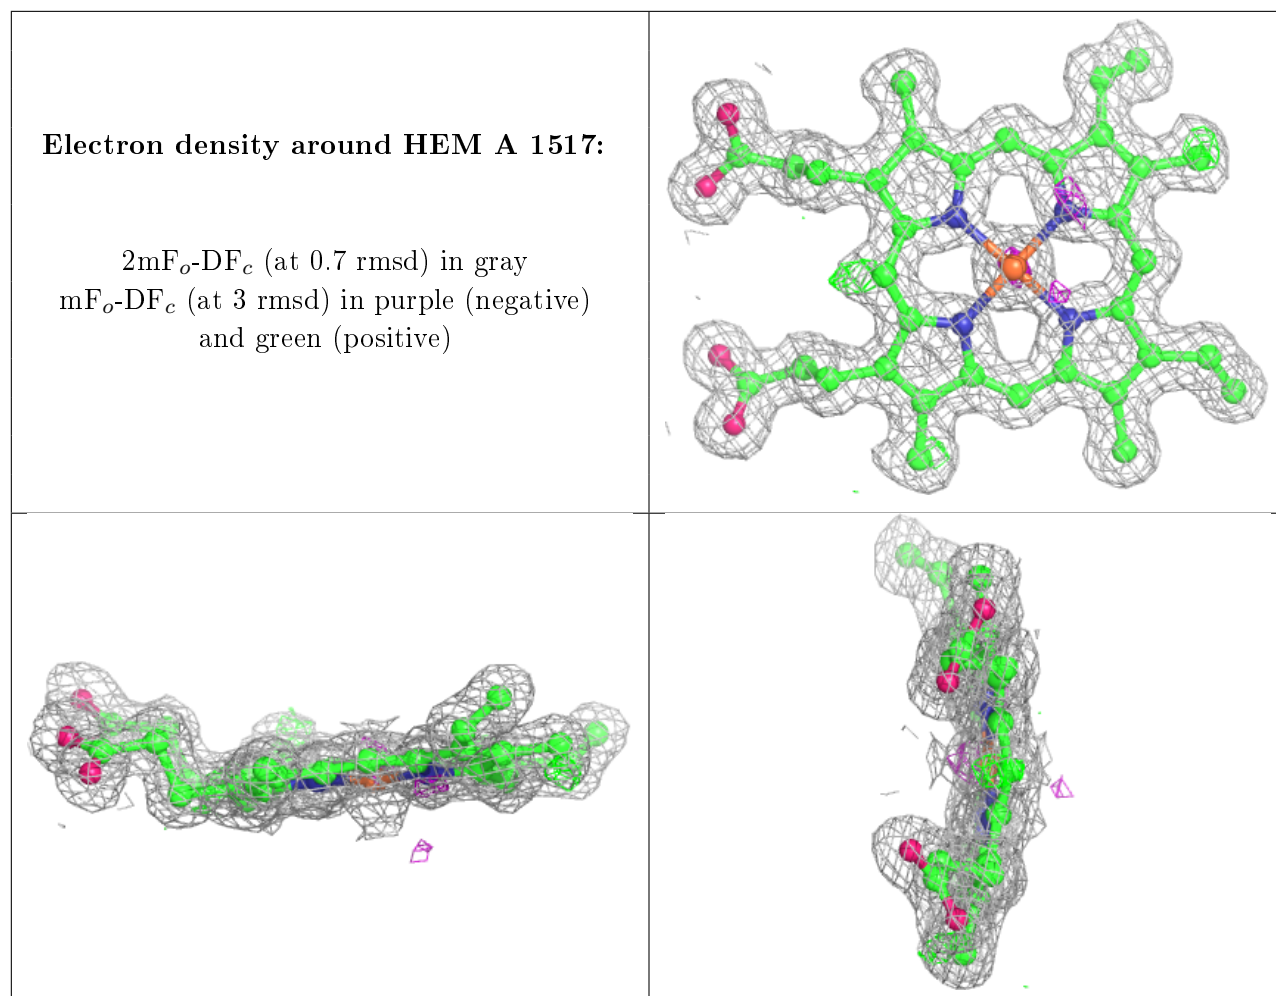 Electron density around HEM A 1517:
2mFo-DFc (at 0.7 rmsd) in gray
mFo-DFc (at 3 rmsd) in purple (negative)
and green (positive)